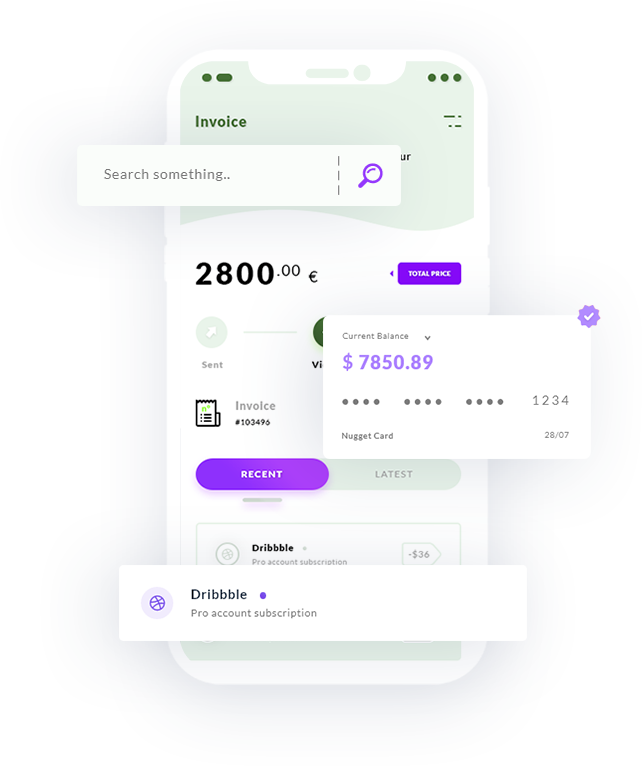 Invoice
ur
Search something..
2800.00 €
TOTAL PRICE
Current Balance
$ 7850.89
Sent
Vi
•••• •••• •••• 1234
Invoice
#103496
Nugget Card 28/07
RECENT LATEST
Dribbble
Pro account subscription
-$36
Dribbble
Pro account subscription